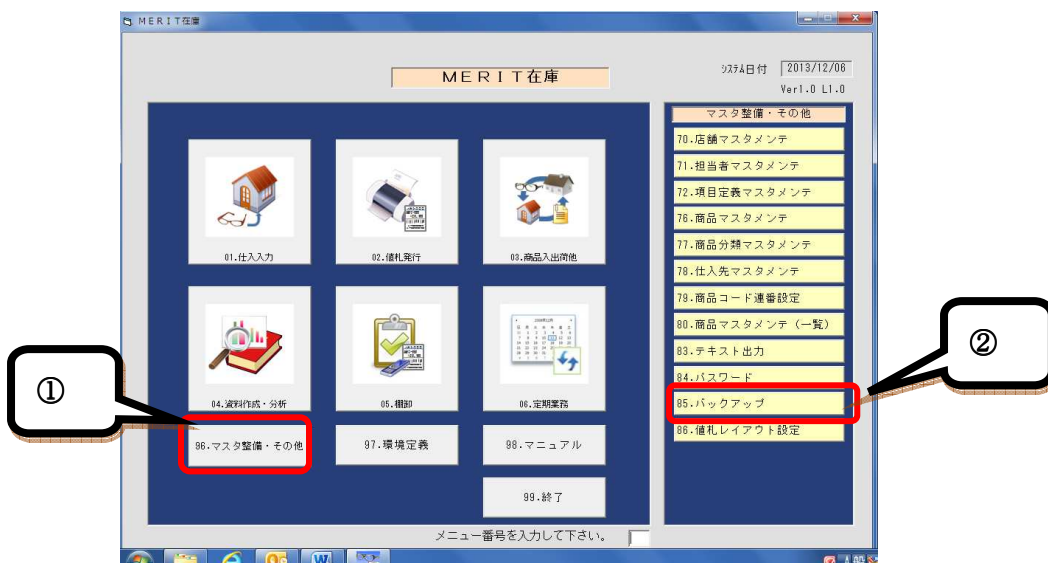 MERIT在庫
MERIT在庫
システム日付 2013/12/06
Ver1.0 L1.0
マスタ整備・その他
70.店舗マスタメンテ
71.担当者マスタメンテ
72.項目定義マスタメンテ
76.商品マスタメンテ
77.商品分類マスタメンテ
78.仕入先マスタメンテ
79.商品コード連番設定
80.商品マスタメンテ（一覧）
83.テキスト出力
84.パスワード
85.バックアップ
86.値札レイアウト設定
01.仕入入力
02.値札発行
03.商品入出荷他
04.資料作成・分析
05.棚卸
06.定期業務
96.マスタ整備・その他
97.環境定義
98.マニュアル
99.終了
メニュー番号を入力して下さい。
①
②